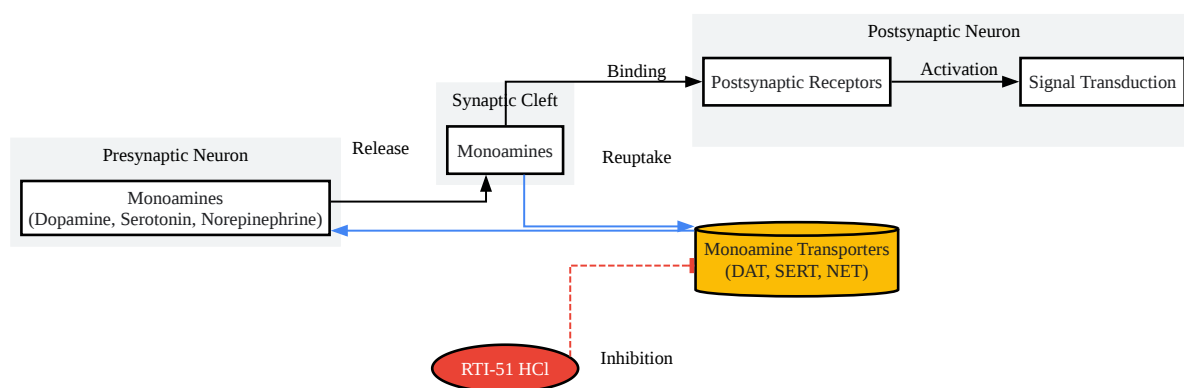 Postsynaptic Neuron
Binding
Postsynaptic Receptors
Activation
Signal Transduction
Synaptic Cleft
Monoamines
Release
Reuptake
Presynaptic Neuron
Monoamines
(Dopamine, Serotonin, Norepinephrine)
Monoamine Transporters
(DAT, SERT, NET)
RTI-51 HCl
Inhibition